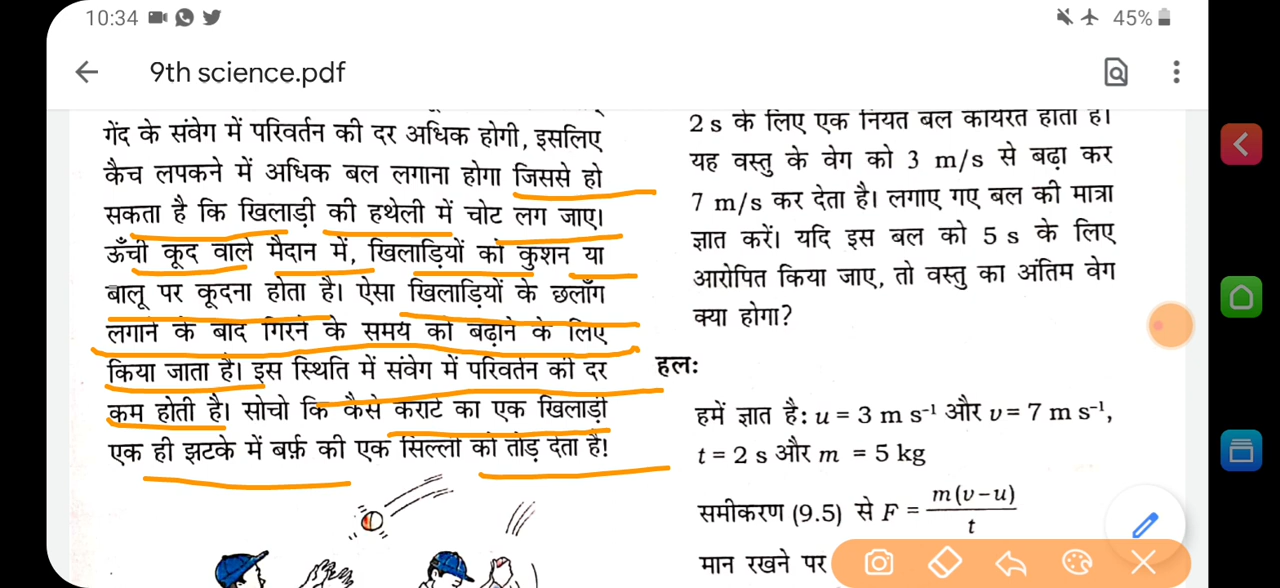 10:34
45%
9th science.pdf
गेंद के संवेग में परिवर्तन की दर अधिक होगी, इसलिए
कैच लपकने में अधिक बल लगाना होगा जिससे हो
सकता है कि खिलाड़ी की हथेली में चोट लग जाए।
ऊँची कूद वाले मैदान में, खिलाड़ियों को कुशन या
बालू पर कूदना होता है। ऐसा खिलाड़ियों के छलाँग
लगाने के बाद गिरने के समय को बढ़ाने के लिए
किया जाता है। इस स्थिति में संवेग में परिवर्तन की दर
कम होती है। सोचो कि कैसे कराटे का एक खिलाड़ी
एक ही झटके में बर्फ़ की एक सिल्ली को तोड़ देता है!
2 s के लिए एक नियत बल कार्यरत होता है।
यह वस्तु के वेग को 3 m/s से बढ़ा कर
7 m/s कर देता है। लगाए गए बल की मात्रा
ज्ञात करें। यदि इस बल को 5 s के लिए
आरोपित किया जाए, तो वस्तु का अंतिम वेग
क्या होगा?
हलः
हमें ज्ञात है: u = 3 m s⁻¹ और v = 7 m s⁻¹,
t = 2 s और m = 5 kg
समीकरण (9.5) से F = m(v−u)
t
मान रखने पर